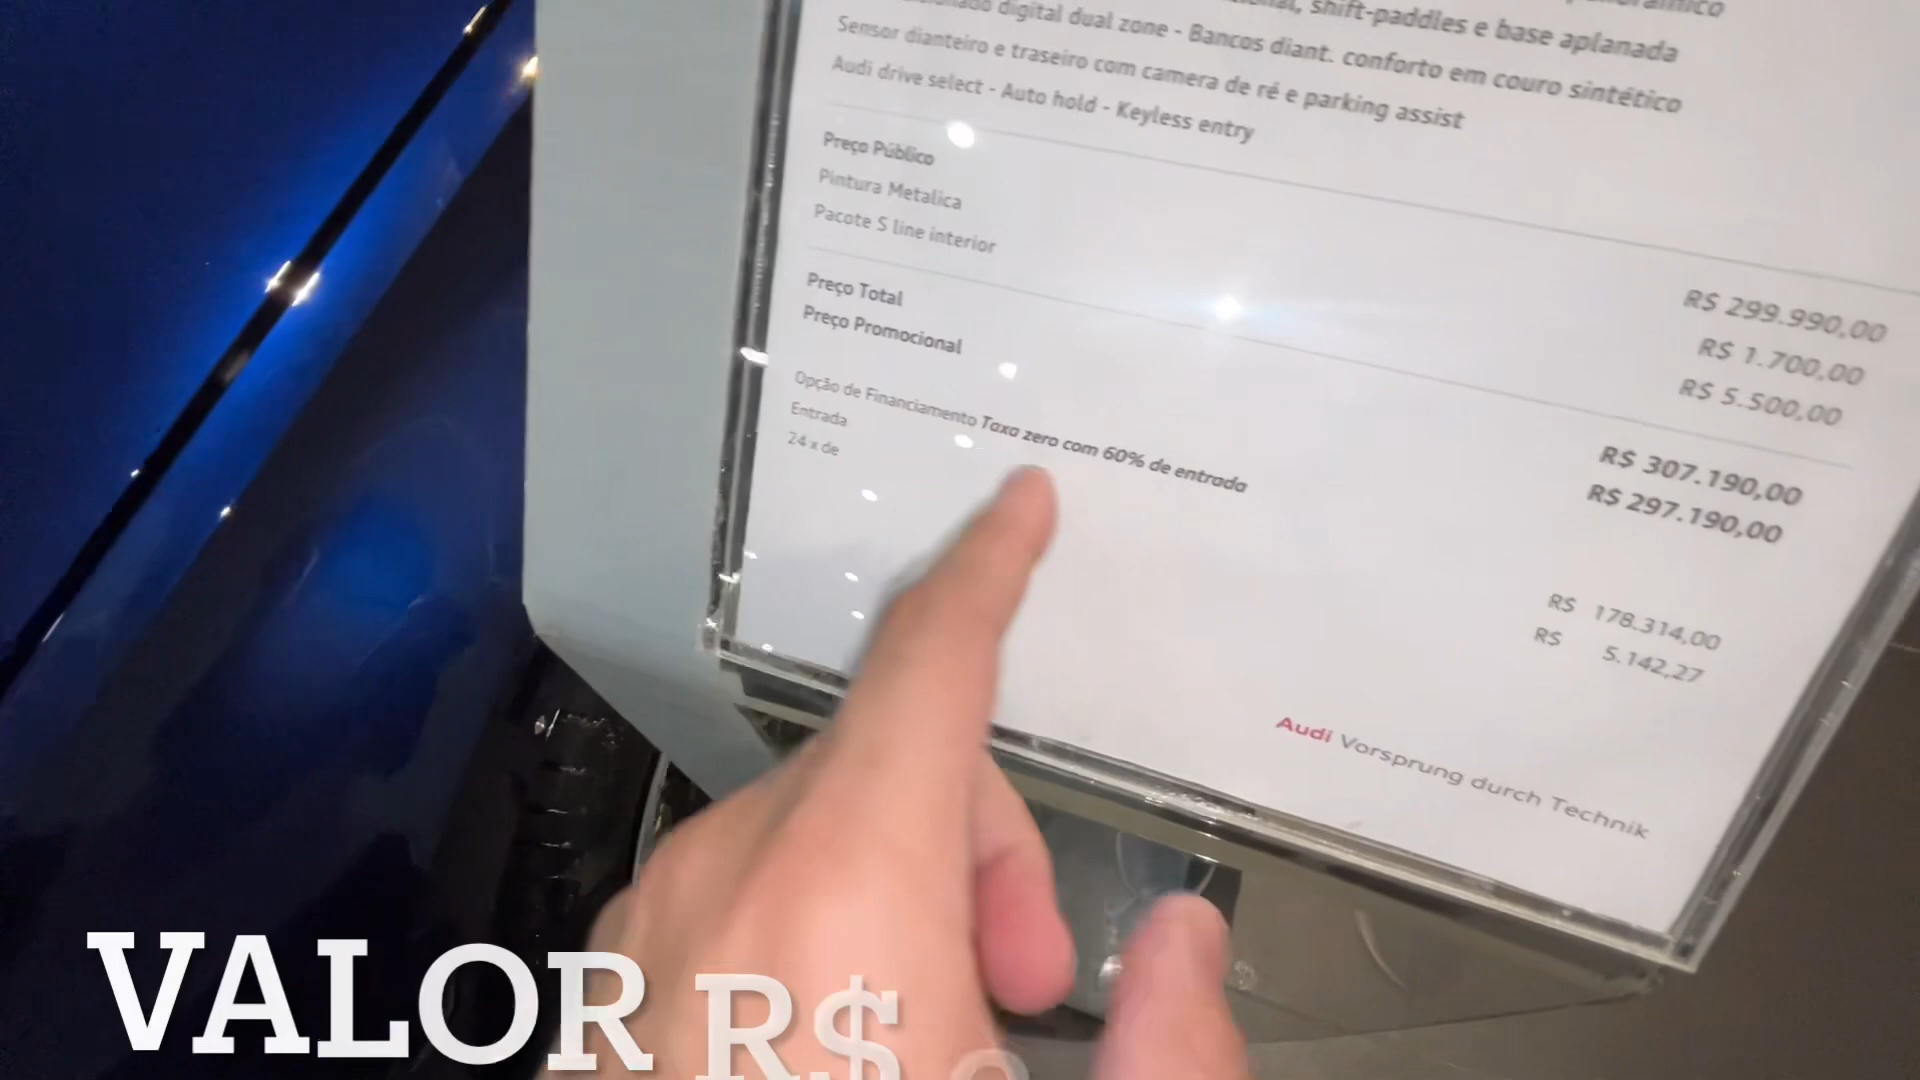 shift-paddles e base aplanada
digital dual zone - Bancos diant. conforto em couro sintético
Sensor dianteiro e traseiro com camera de ré e parking assist
Audi drive select - Auto hold - Keyless entry
Preço Público R$ 299.990,00
Pintura Metalica R$ 1.700,00
Pacote S line interior R$ 5.500,00
Preço Total R$ 307.190,00
Preço Promocional R$ 297.190,00
Opção de Financiamento Taxa zero com 60% de entrada
Entrada R$ 178.314,00
24 x de R$ 5.142,27
Audi Vorsprung durch Technik
VALOR R$